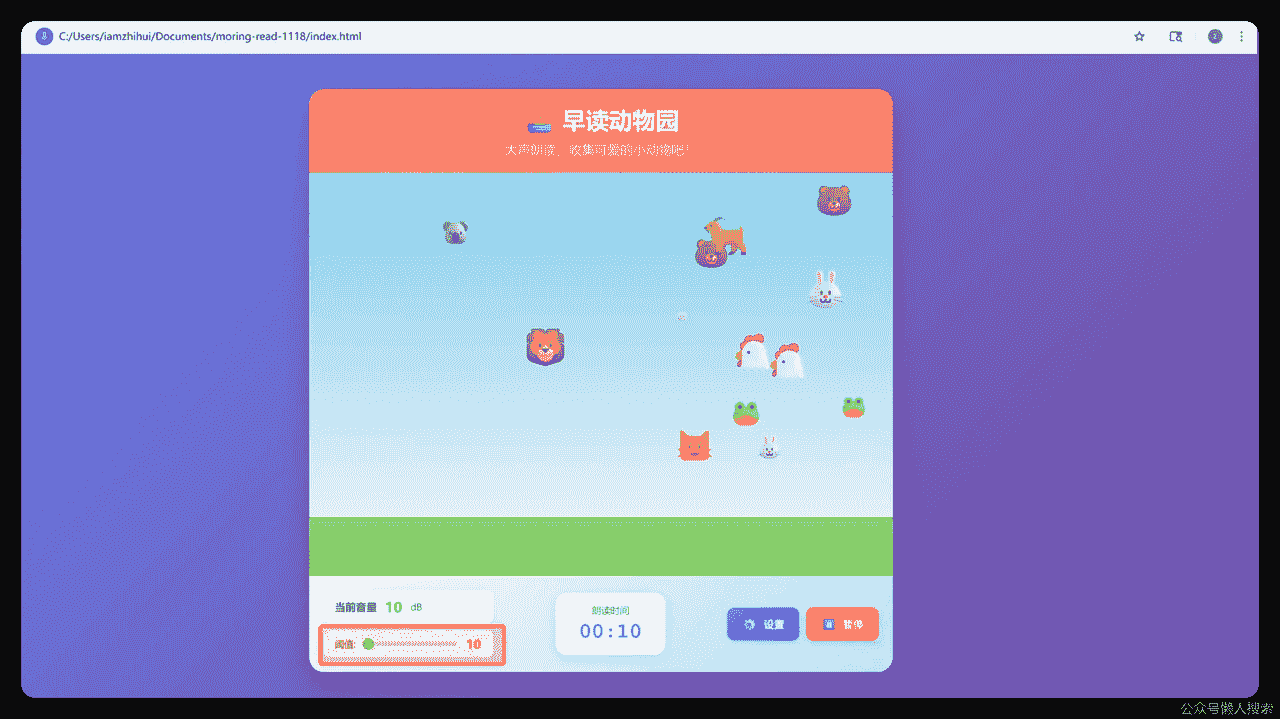 C:/Users/iamzhihui/Documents/moring-read-1118/index.html
早读动物园
大声朗读，收集可爱的小动物吧！
当前音量 10 dB
阈值 10
朗读时间
00:10
设置
暂停
公众号懒人搜索